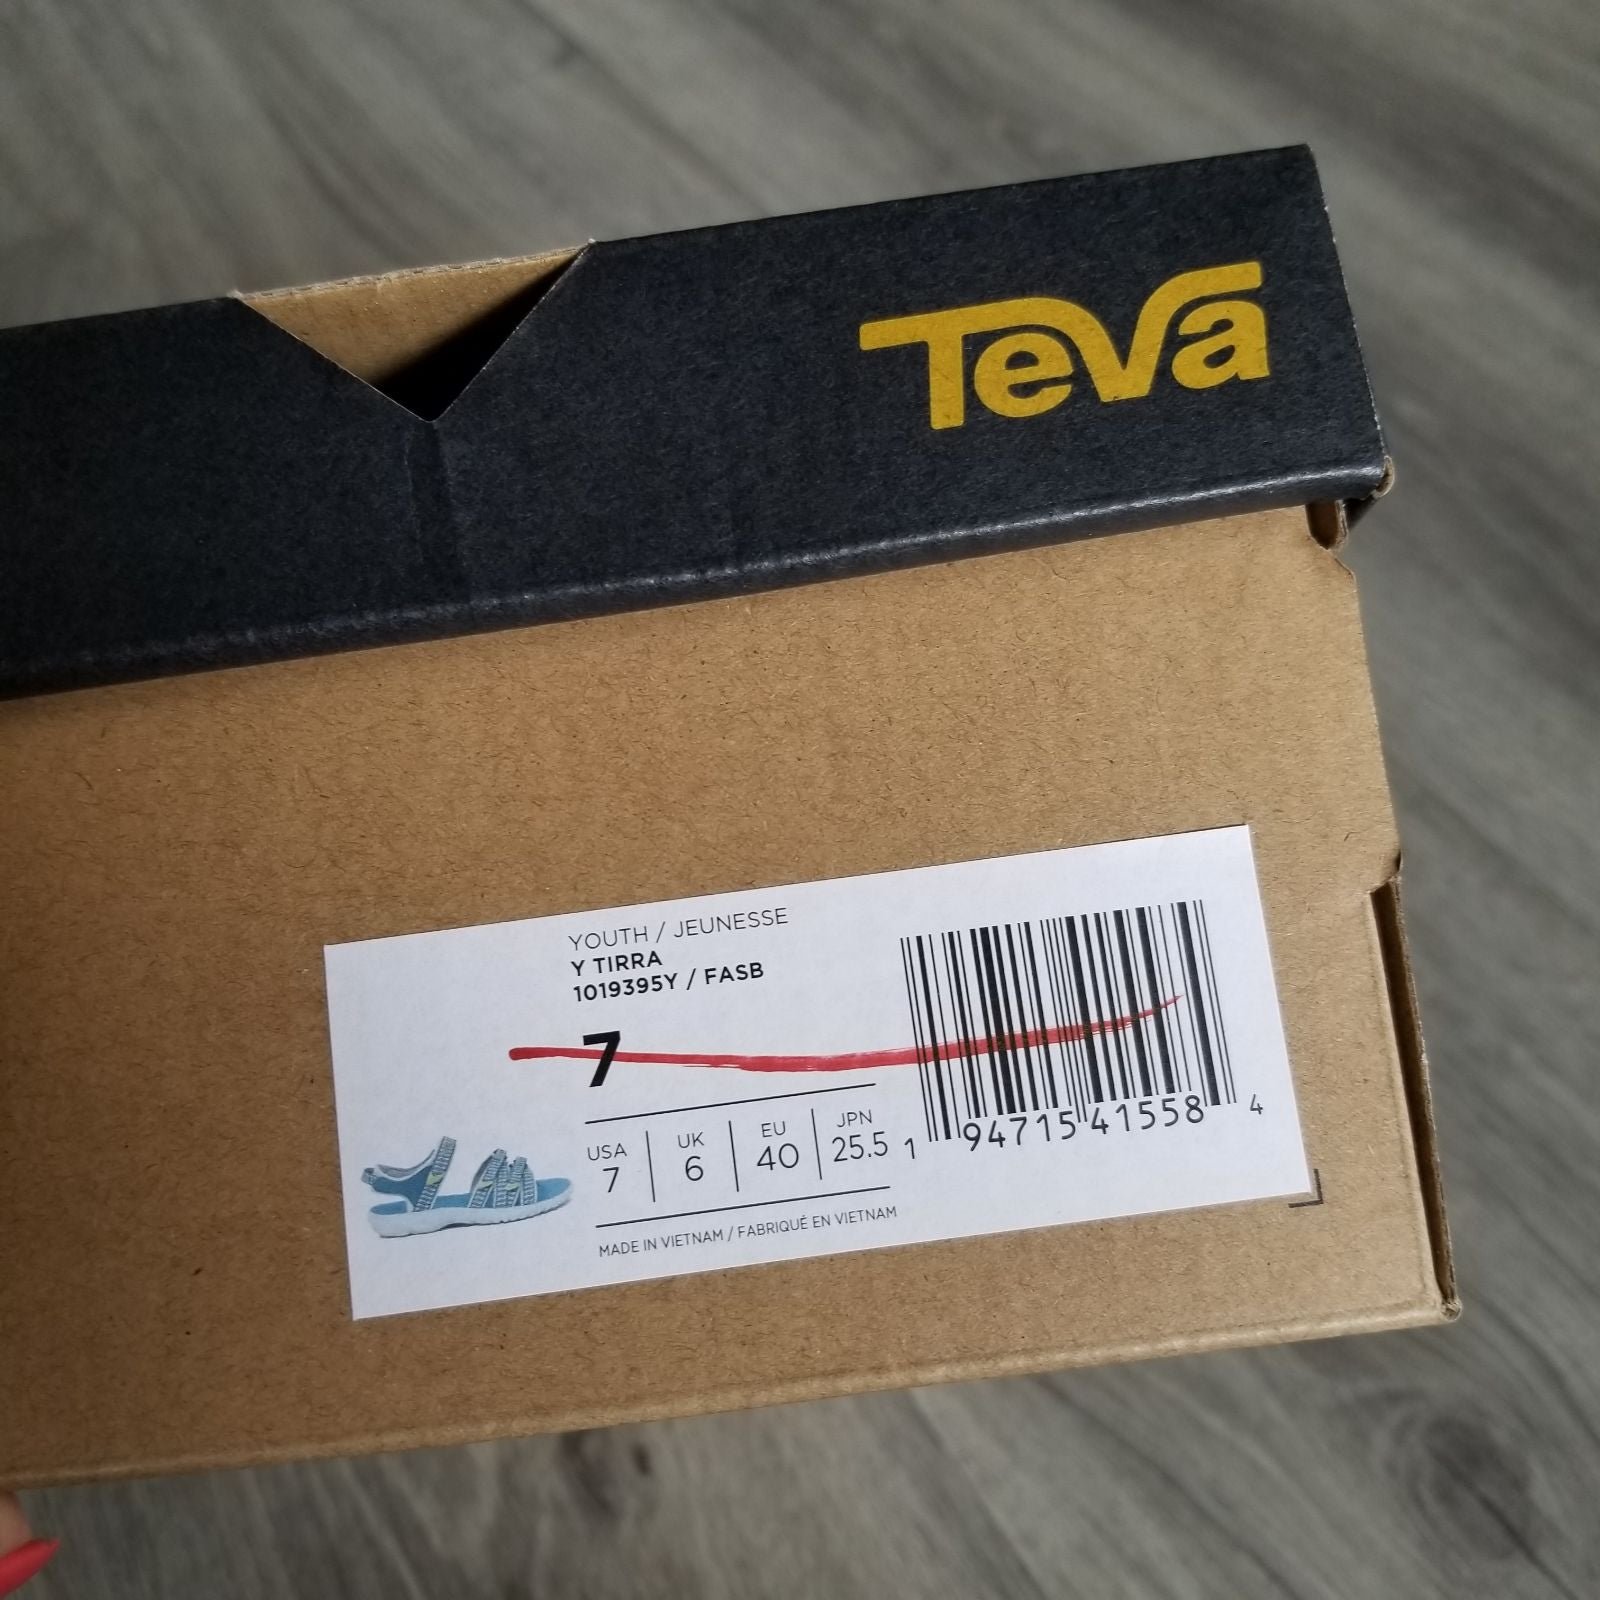 Teva
YOUTH / JEUNESSE
Y TIRRA
1019395Y / FASB
7
USA UK EU JPN
7 6 40 25.5
MADE IN VIETNAM / FABRIQUÉ EN VIETNAM
1 94715 41558 4